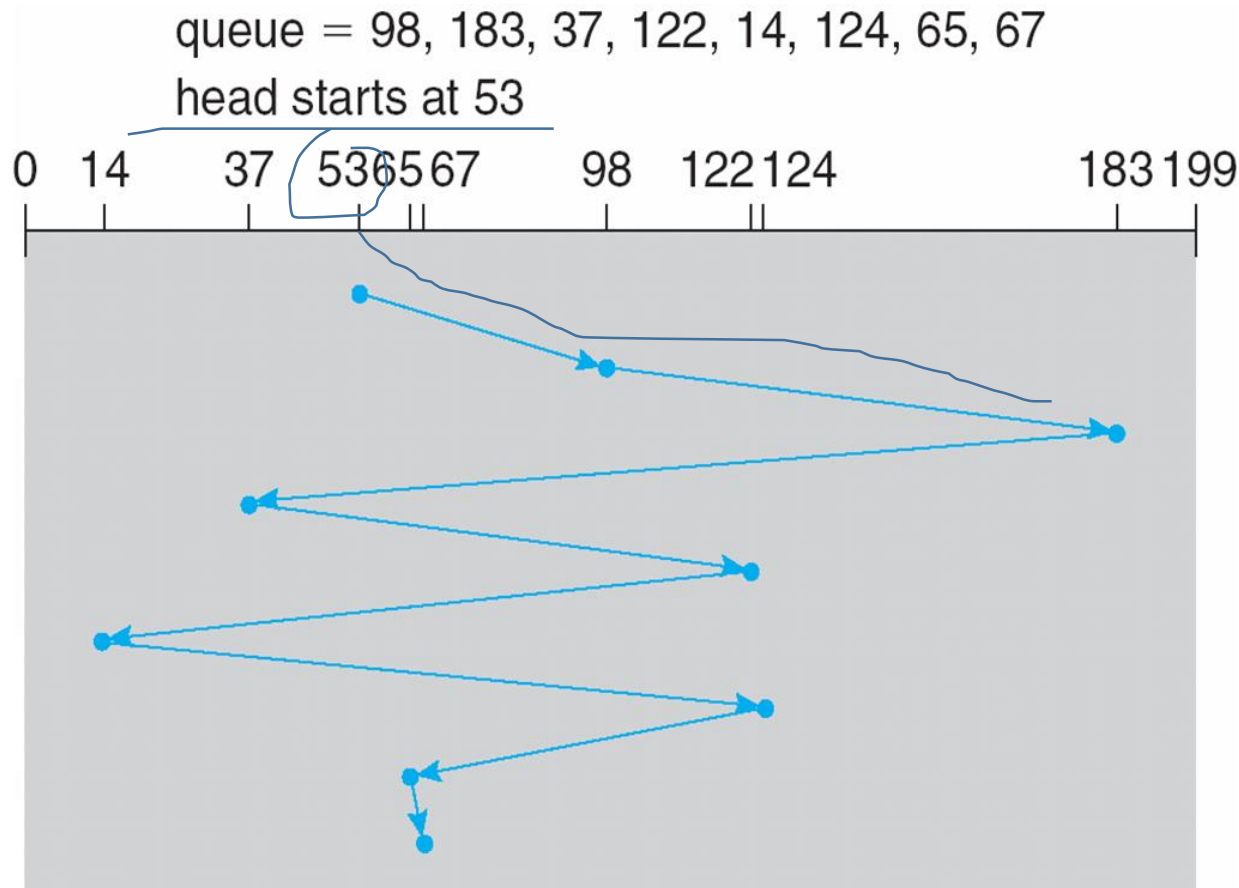 queue = 98, 183, 37, 122, 14, 124, 65, 67
head starts at 53
0 14 37 53 65 67 98 122 124 183 199